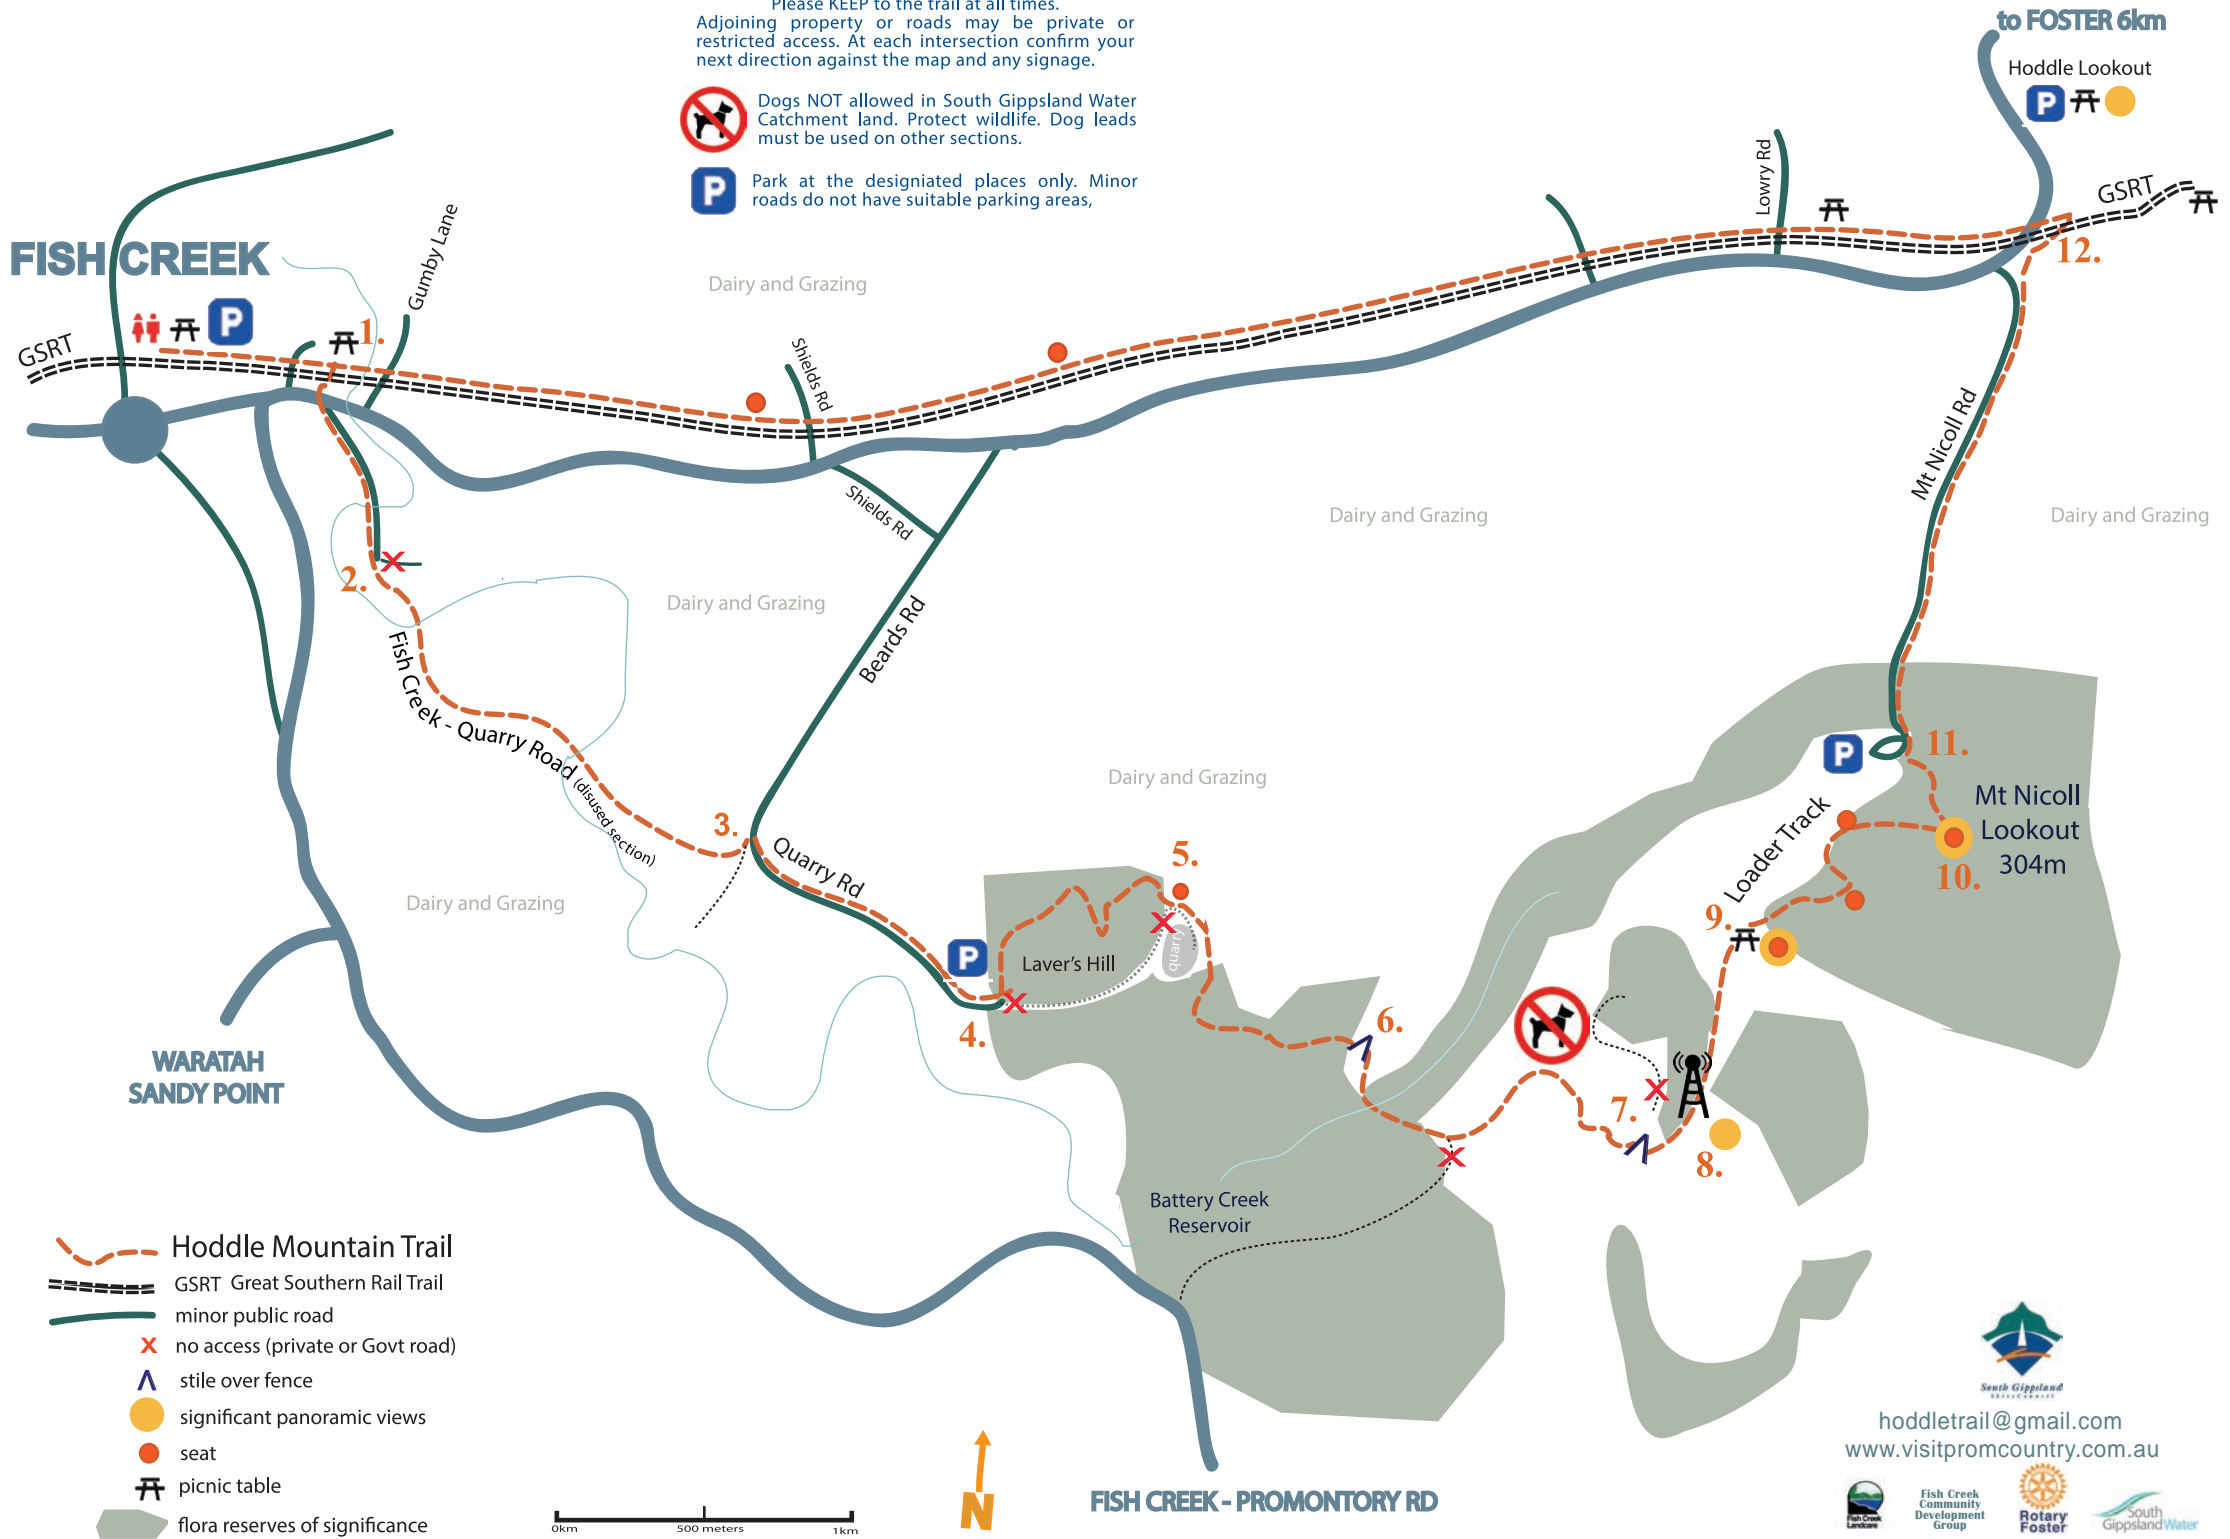 Please KEEP to the trail at all times.
Adjoining property or roads may be private or
restricted access. At each intersection confirm your
next direction against the map and any signage.
Dogs NOT allowed in South Gippsland Water
Catchment land. Protect wildlife. Dog leads
must be used on other sections.
P
Park at the designiated places only. Minor
roads do not have suitable parking areas,
to FOSTER 6km
Hoddle Lookout
P
GSRT
12.
Lowry Rd
FISH CREEK
Gumby Lane
P
GSRT
1.
Dairy and Grazing
Shields Rd
Shields Rd
Mt Nicoll Rd
Dairy and Grazing
Dairy and Grazing
2.
Dairy and Grazing
Beards Rd
Fish Creek - Quarry Road (disused section)
3.
Quarry Rd
Dairy and Grazing
P
11.
Mt Nicoll
Lookout
304m
10.
Loader Track
9.
5.
quarry
Dairy and Grazing
P
Laver's Hill
4.
6.
7.
8.
WARATAH
SANDY POINT
Battery Creek
Reservoir
Hoddle Mountain Trail
GSRT Great Southern Rail Trail
minor public road
x no access (private or Govt road)
stile over fence
significant panoramic views
seat
picnic table
flora reserves of significance
0km 500 meters 1km
N
FISH CREEK - PROMONTORY RD
South Gippsland
Shire Council
hoddletrail@gmail.com
www.visitpromcountry.com.au
Fish Creek
Landcare
Fish Creek
Community
Development
Group
Rotary
Foster
South
GippslandWater